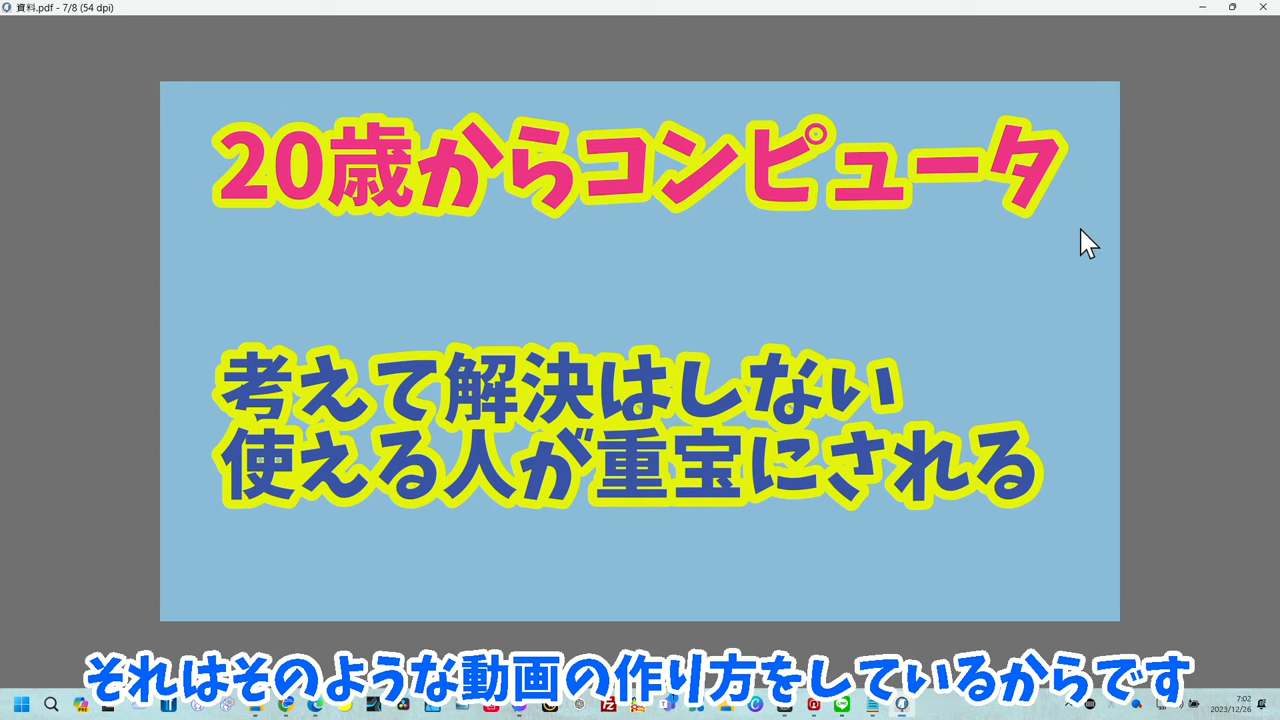 資料.pdf - 7/8 (54 dpi)
20歳からコンピュータ
考えて解決はしない
使える人が重宝にされる
それはそのような動画の作り方をしているからです
7:02
2023/12/26